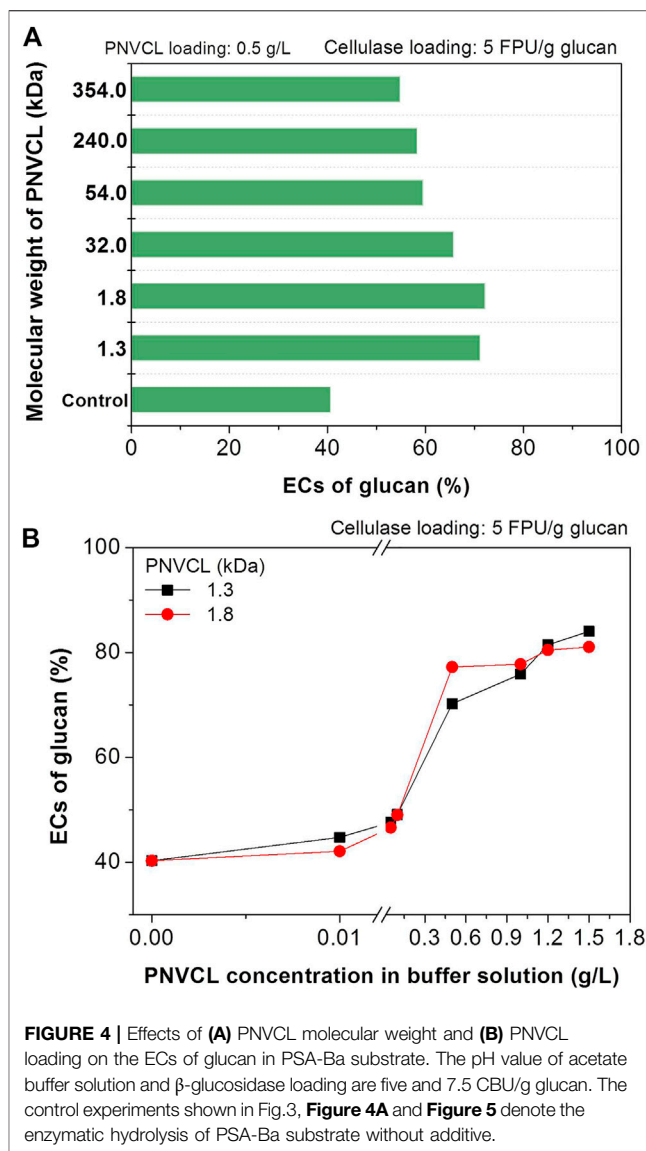 A
PNVCL loading: 0.5 g/L Cellulase loading: 5 FPU/g glucan
Molecular weight of PNVCL (kDa)
354.0
240.0
54.0
32.0
1.8
1.3
Control
0 20 40 60 80 100
ECs of glucan (%)
B
Cellulase loading: 5 FPU/g glucan
PNVCL (kDa)
1.3
1.8
ECs of glucan (%)
100
80
60
40
0.00 0.01 0.3 0.6 0.9 1.2 1.5 1.8
PNVCL concentration in buffer solution (g/L)
FIGURE 4 | Effects of (A) PNVCL molecular weight and (B) PNVCL
loading on the ECs of glucan in PSA-Ba substrate. The pH value of acetate
buffer solution and β-glucosidase loading are five and 7.5 CBU/g glucan. The
control experiments shown in Fig.3, Figure 4A and Figure 5 denote the
enzymatic hydrolysis of PSA-Ba substrate without additive.